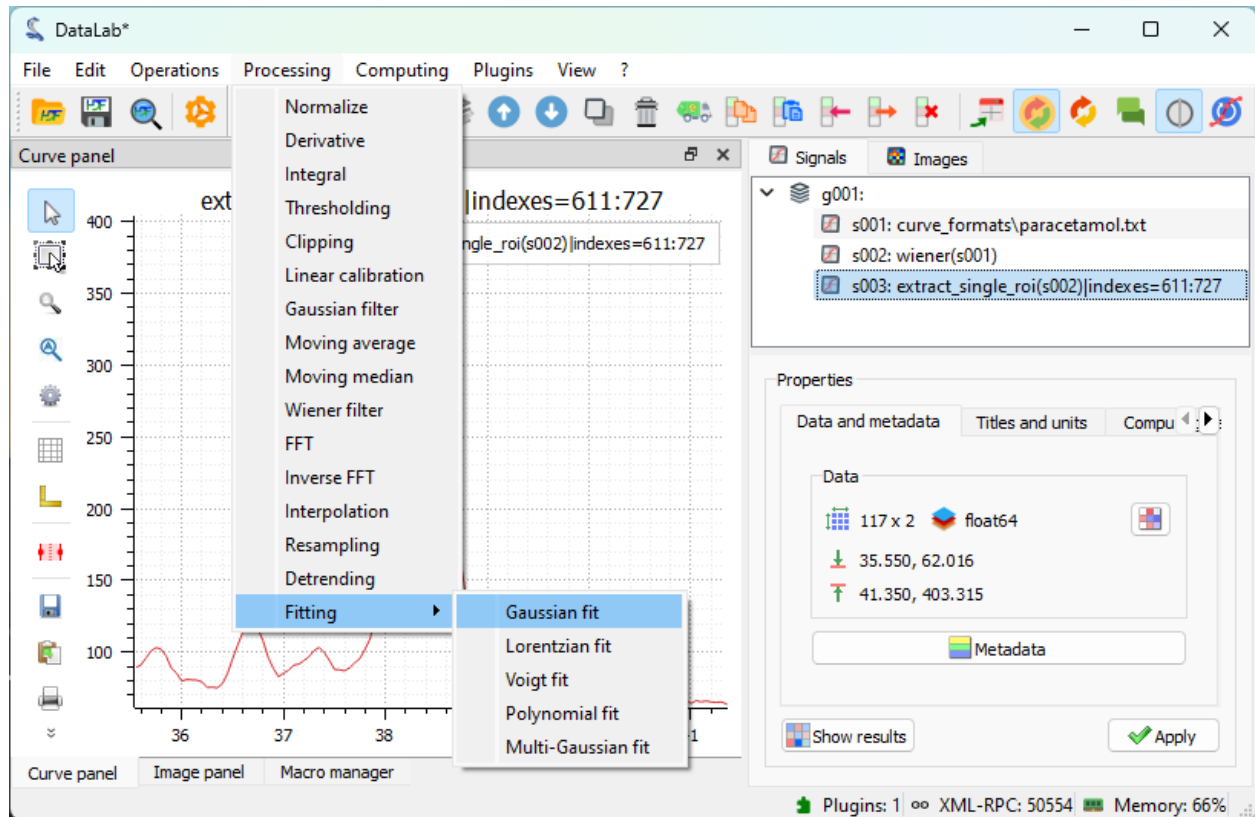 DataLab*
File Edit Operations Processing Computing Plugins View ?
Curve panel
ext
|indexes=611:727
ngle_roi(s002)|indexes=611:727
400
350
300
250
200
150
100
36 37 38
Normalize
Derivative
Integral
Thresholding
Clipping
Linear calibration
Gaussian filter
Moving average
Moving median
Wiener filter
FFT
Inverse FFT
Interpolation
Resampling
Detrending
Fitting
Gaussian fit
Lorentzian fit
Voigt fit
Polynomial fit
Multi-Gaussian fit
Curve panel Image panel Macro manager
Signals Images
g001:
s001: curve_formats\paracetamol.txt
s002: wiener(s001)
s003: extract_single_roi(s002)|indexes=611:727
Properties
Data and metadata Titles and units Compu
Data
117 x 2 float64
35.550, 62.016
41.350, 403.315
Metadata
Show results Apply
Plugins: 1 XML-RPC: 50554 Memory: 66%